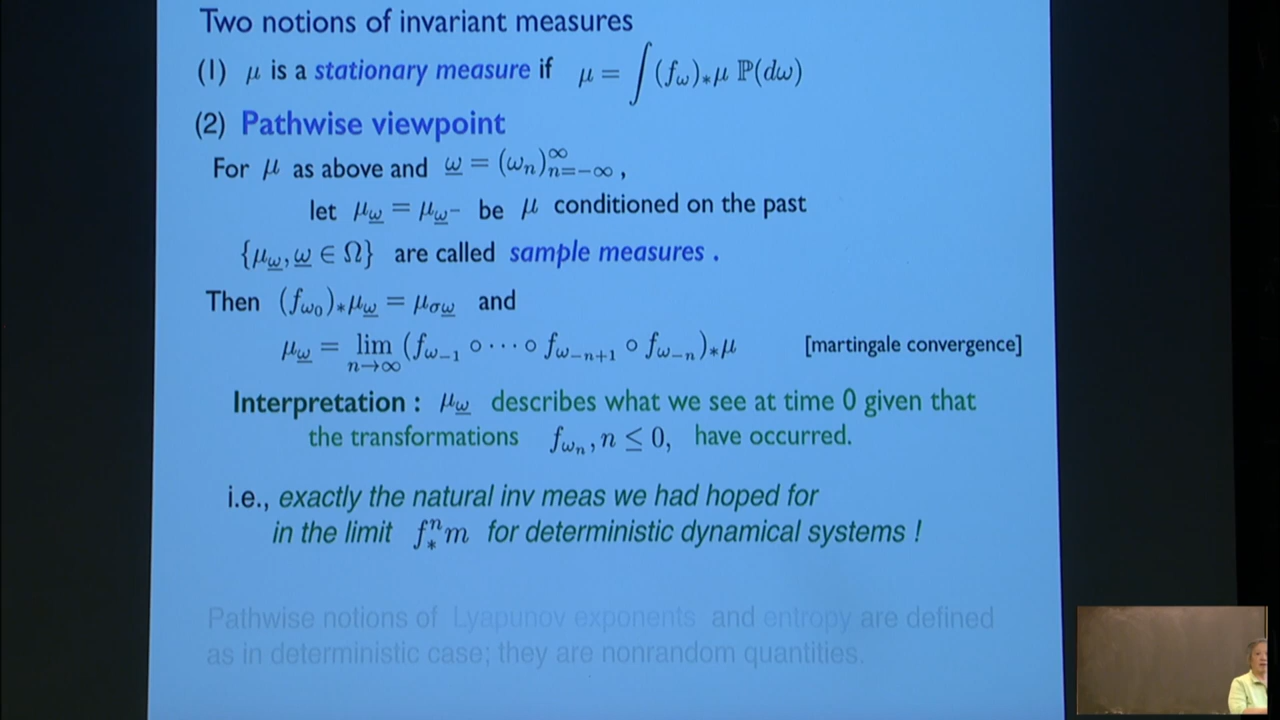 Two notions of invariant measures
(1) μ is a stationary measure if μ = ∫(f_ω)_*μ ℙ(dω)
(2) Pathwise viewpoint
For μ as above and ω̲ = (ω_n)_{n=-∞}^∞ ,
let μ_ω̲ = μ_ω̲⁻ be μ conditioned on the past
{μ_ω̲, ω̲ ∈ Ω} are called sample measures .
Then (f_{ω_0})_*μ_ω̲ = μ_{σω̲} and
μ_ω̲ = lim_{n→∞} (f_{ω_{-1}} ∘ ⋯ ∘ f_{ω_{-n+1}} ∘ f_{ω_{-n}})_*μ [martingale convergence]
Interpretation : μ_ω̲ describes what we see at time 0 given that
the transformations f_{ω_n}, n ≤ 0, have occurred.
i.e., exactly the natural inv meas we had hoped for
in the limit f_*^n m for deterministic dynamical systems !
Pathwise notions of Lyapunov exponents and entropy are defined
as in deterministic case; they are nonrandom quantities.